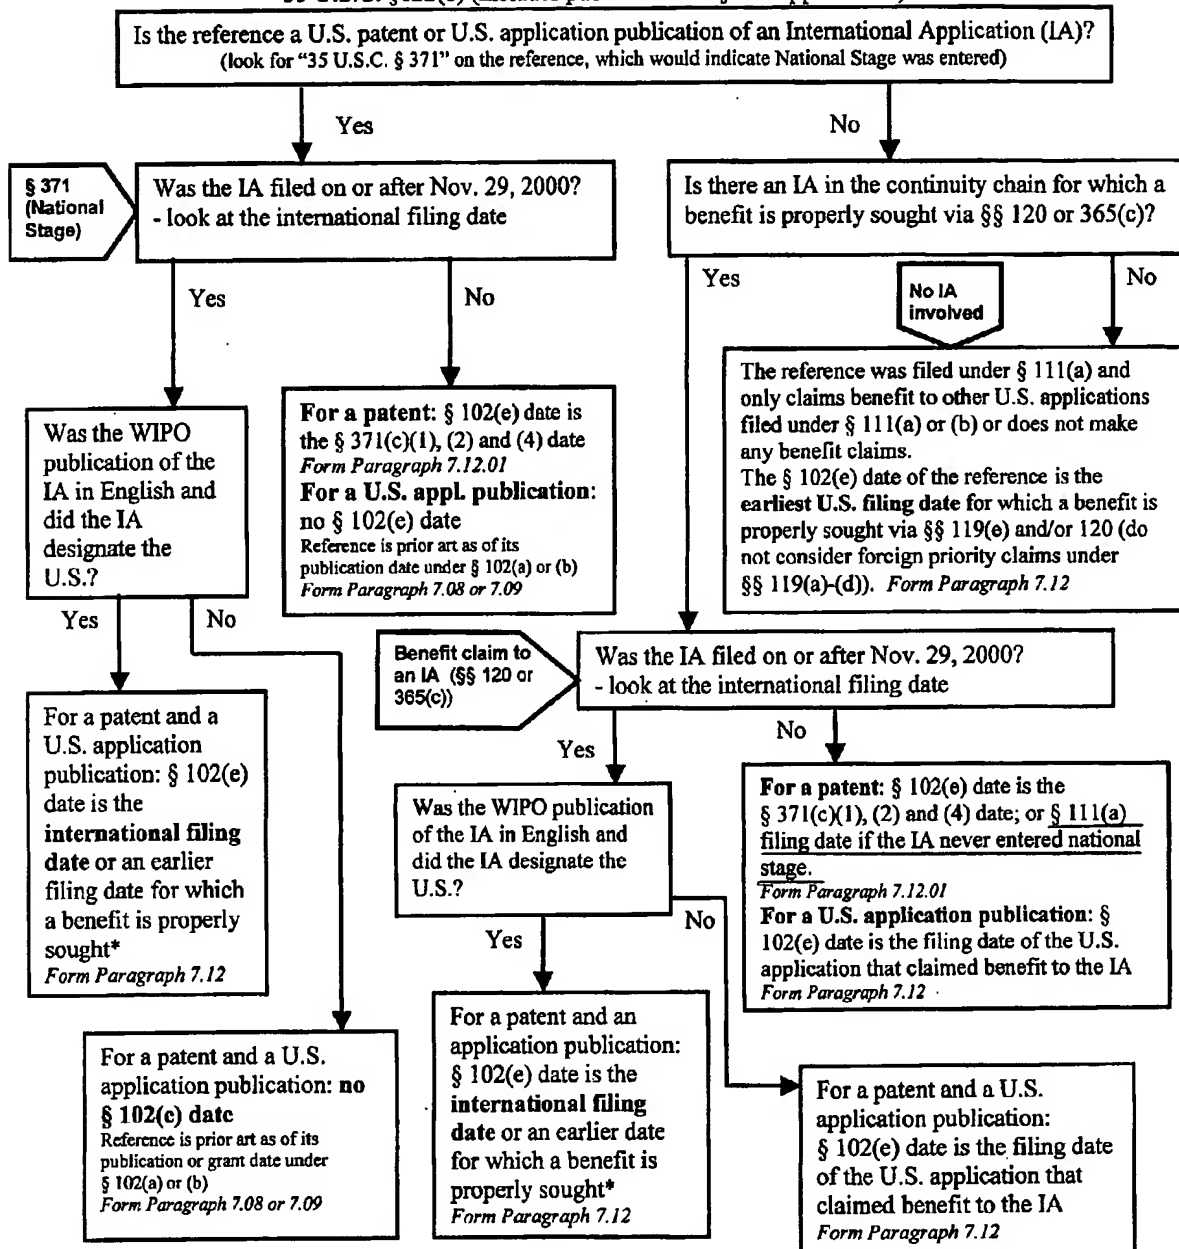 Is the reference a U.S. patent or U.S. application publication of an International Application (IA)?
(look for "35 U.S.C. § 371" on the reference, which would indicate National Stage was entered)
Yes
No
§ 371
(National
Stage)
Was the IA filed on or after Nov. 29, 2000?
- look at the international filing date
Is there an IA in the continuity chain for which a
benefit is properly sought via §§ 120 or 365(c)?
Yes
No
Yes
No
No IA
involved
Was the WIPO
publication of the
IA in English and
did the IA
designate the
U.S.?
For a patent: § 102(e) date is
the § 371(c)(1), (2) and (4) date
Form Paragraph 7.12.01
For a U.S. appl. publication:
no § 102(e) date
Reference is prior art as of its
publication date under § 102(a) or (b)
Form Paragraph 7.08 or 7.09
The reference was filed under § 111(a) and
only claims benefit to other U.S. applications
filed under § 111(a) or (b) or does not make
any benefit claims.
The § 102(e) date of the reference is the
earliest U.S. filing date for which a benefit is
properly sought via §§ 119(e) and/or 120 (do
not consider foreign priority claims under
§§ 119(a)-(d)). Form Paragraph 7.12
Yes
No
Benefit claim to
an IA (§§ 120 or
365(c))
Was the IA filed on or after Nov. 29, 2000?
- look at the international filing date
For a patent and a
U.S. application
publication: § 102(e)
date is the
international filing
date or an earlier
filing date for which
a benefit is properly
sought*
Form Paragraph 7.12
Yes
No
Was the WIPO publication
of the IA in English and
did the IA designate the
U.S.?
For a patent: § 102(e) date is the
§ 371(c)(1), (2) and (4) date; or § 111(a)
filing date if the IA never entered national
stage.
Form Paragraph 7.12.01
For a U.S. application publication: §
102(e) date is the filing date of the U.S.
application that claimed benefit to the IA
Form Paragraph 7.12
Yes
No
For a patent and a U.S.
application publication: no
§ 102(e) date
Reference is prior art as of its
publication or grant date under
§ 102(a) or (b)
Form Paragraph 7.08 or 7.09
For a patent and an
application publication:
§ 102(e) date is the
international filing
date or an earlier date
for which a benefit is
properly sought*
Form Paragraph 7.12
For a patent and a U.S.
application publication:
§ 102(e) date is the filing date
of the U.S. application that
claimed benefit to the IA
Form Paragraph 7.12